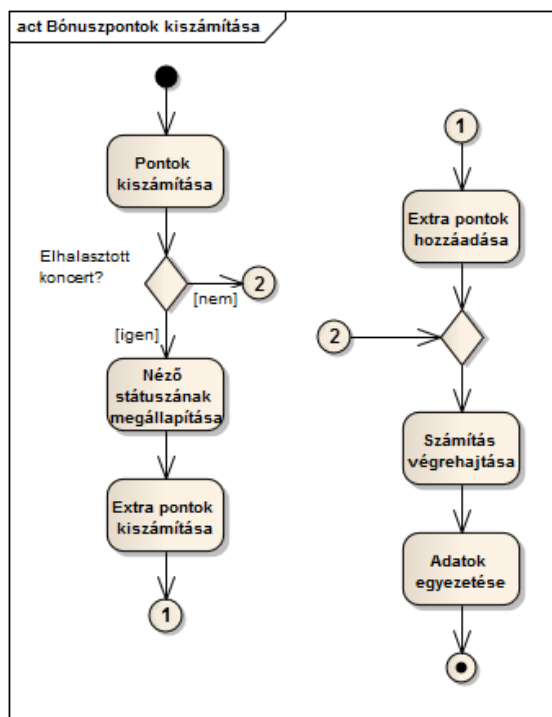 act Bónuszpontok kiszámítása
Pontok
kiszámítása
Elhalasztott
koncert?
[nem]
2
[igen]
Néző
státuszának
megállapítása
Extra pontok
kiszámítása
1
1
Extra pontok
hozzáadása
2
Számítás
végrehajtása
Adatok
egyezetése